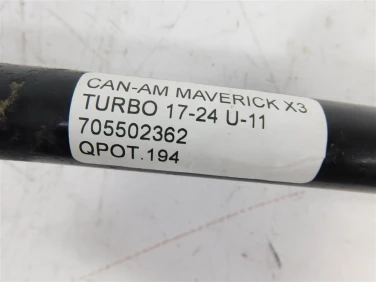 CAN-AM MAVERICK X3
TURBO 17-24 U-11
705502362
QPOT.194